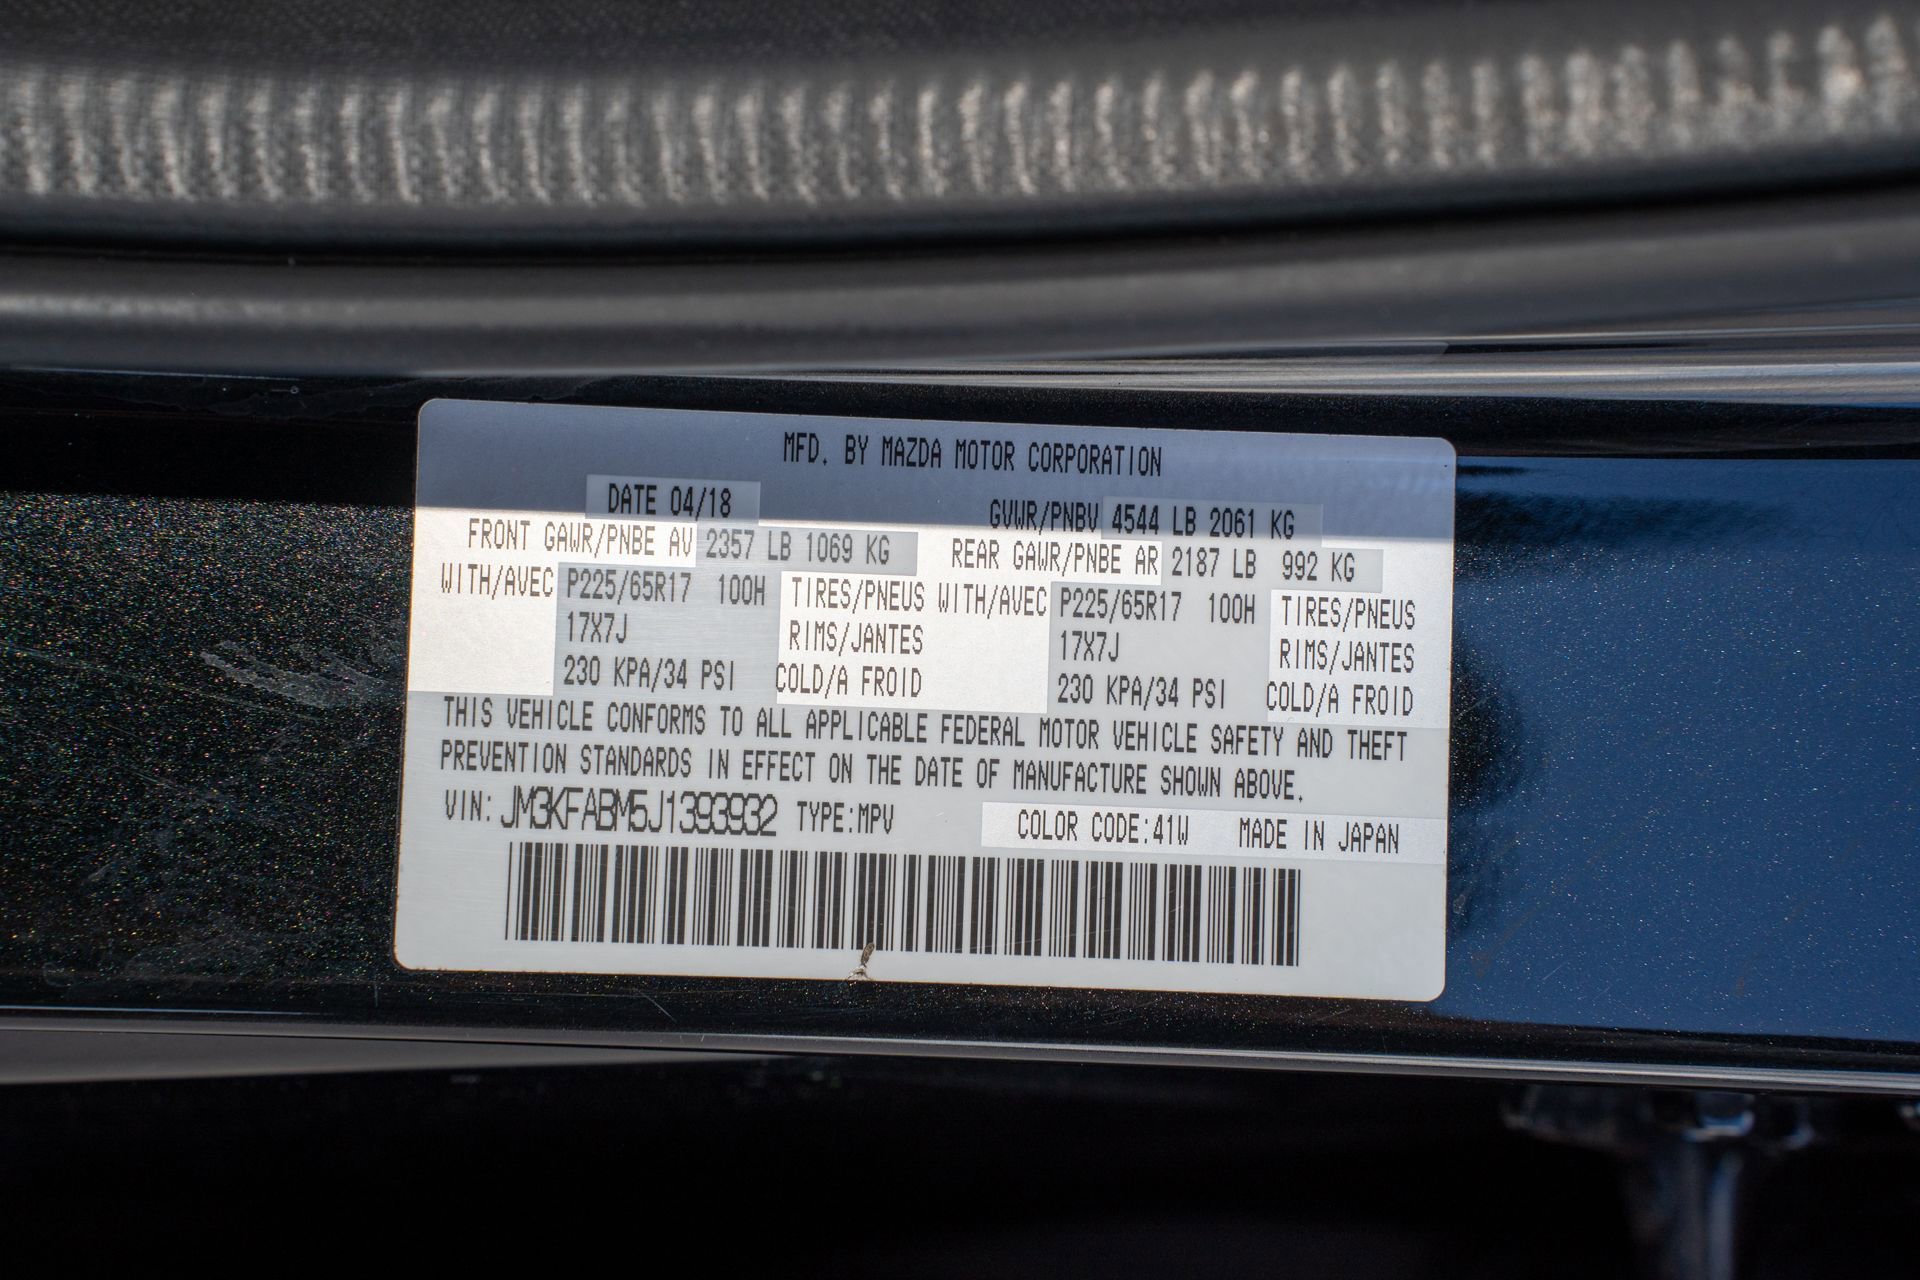 MFD. BY MAZDA MOTOR CORPORATION
DATE 04/18 GVWR/PNBV 4544 LB 2061 KG
FRONT GAWR/PNBE AV 2357 LB 1069 KG REAR GAWR/PNBE AR 2187 LB 992 KG
WITH/AVEC P225/65R17 100H TIRES/PNEUS WITH/AVEC P225/65R17 100H TIRES/PNEUS
17X7J RIMS/JANTES 17X7J RIMS/JANTES
230 KPA/34 PSI COLD/A FROID 230 KPA/34 PSI COLD/A FROID
THIS VEHICLE CONFORMS TO ALL APPLICABLE FEDERAL MOTOR VEHICLE SAFETY AND THEFT
PREVENTION STANDARDS IN EFFECT ON THE DATE OF MANUFACTURE SHOWN ABOVE.
VIN: JM3KFABM5J1393932 TYPE:MPV COLOR CODE:41W MADE IN JAPAN